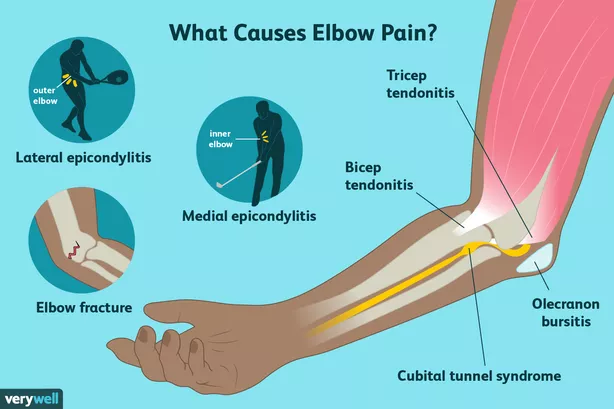 What Causes Elbow Pain?
outer
elbow
Lateral epicondylitis
inner
elbow
Medial epicondylitis
Elbow fracture
Tricep
tendonitis
Bicep
tendonitis
Olecranon
bursitis
Cubital tunnel syndrome
verywell